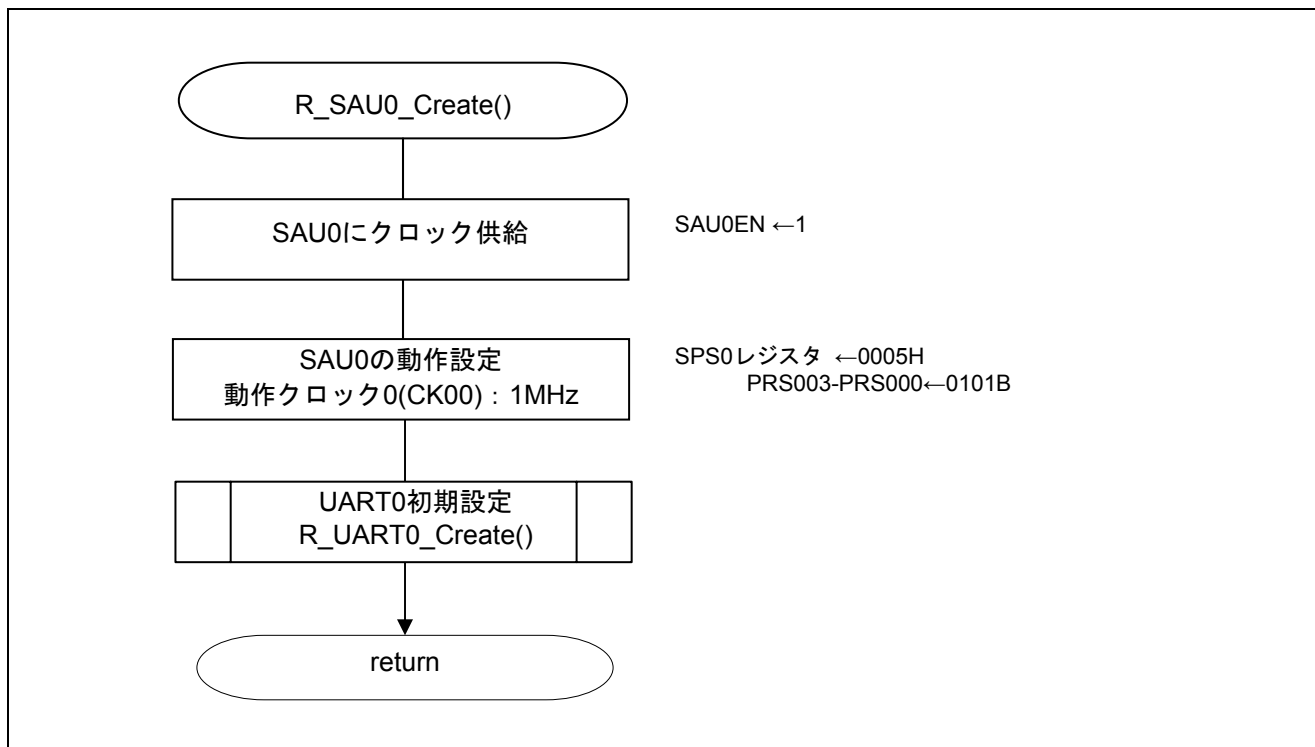 R_SAU0_Create()
SAU0にクロック供給
SAU0EN ←1
SAU0の動作設定
動作クロック0(CK00)：1MHz
SPS0レジスタ ←0005H
PRS003-PRS000←0101B
UART0初期設定
R_UART0_Create()
return